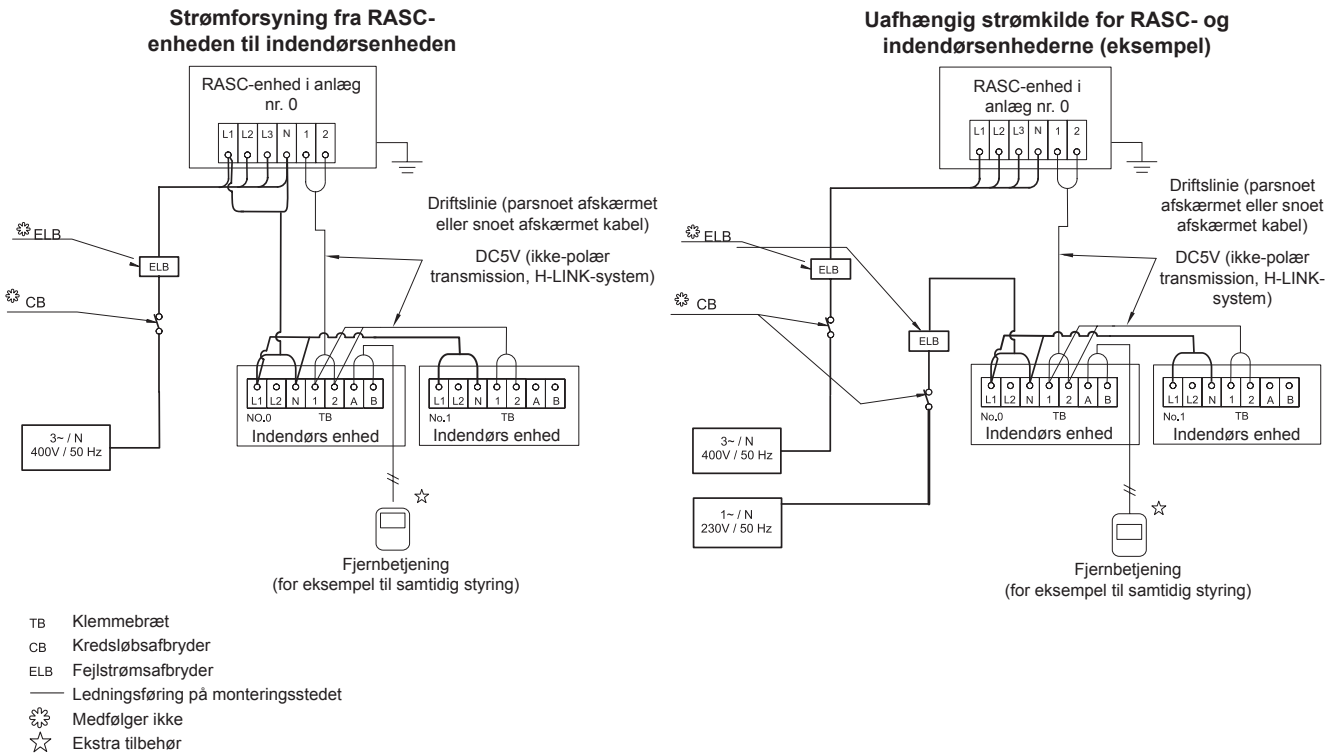 Strømforsyning fra RASC-
enheden til indendørsenheden
RASC-enhed i anlæg
nr. 0
L1 L2 L3 N 1 2
Driftslinie (parsnoet afskærmet
eller snoet afskærmet kabel)
ELB
ELB
DC5V (ikke-polær
transmission, H-LINK-system)
CB
L1 L2 N 1 2 A B
NO.0 TB
Indendørs enhed
L1 L2 N 1 2 A B
No.1 TB
Indendørs enhed
3~ / N
400V / 50 Hz
Fjernbetjening
(for eksempel til samtidig styring)
Uafhængig strømkilde for RASC- og
indendørsenhederne (eksempel)
RASC-enhed i
anlæg nr. 0
L1 L2 L3 N 1 2
Driftslinie (parsnoet
afskærmet eller snoet
afskærmet kabel)
ELB
ELB
DC5V (ikke-polær
transmission, H-LINK-
system)
CB
ELB
L1 L2 N 1 2 A B
No.0 TB
Indendørs enhed
L1 L2 N 1 2 A B
No.1 TB
Indendørs enhed
3~ / N
400V / 50 Hz
1~ / N
230V / 50 Hz
Fjernbetjening
(for eksempel til samtidig styring)
TB Klemmebræt
CB Kredsløbsafbryder
ELB Fejlstrømsafbryder
Ledningsføring på monteringsstedet
Medfølger ikke
Ekstra tilbehør